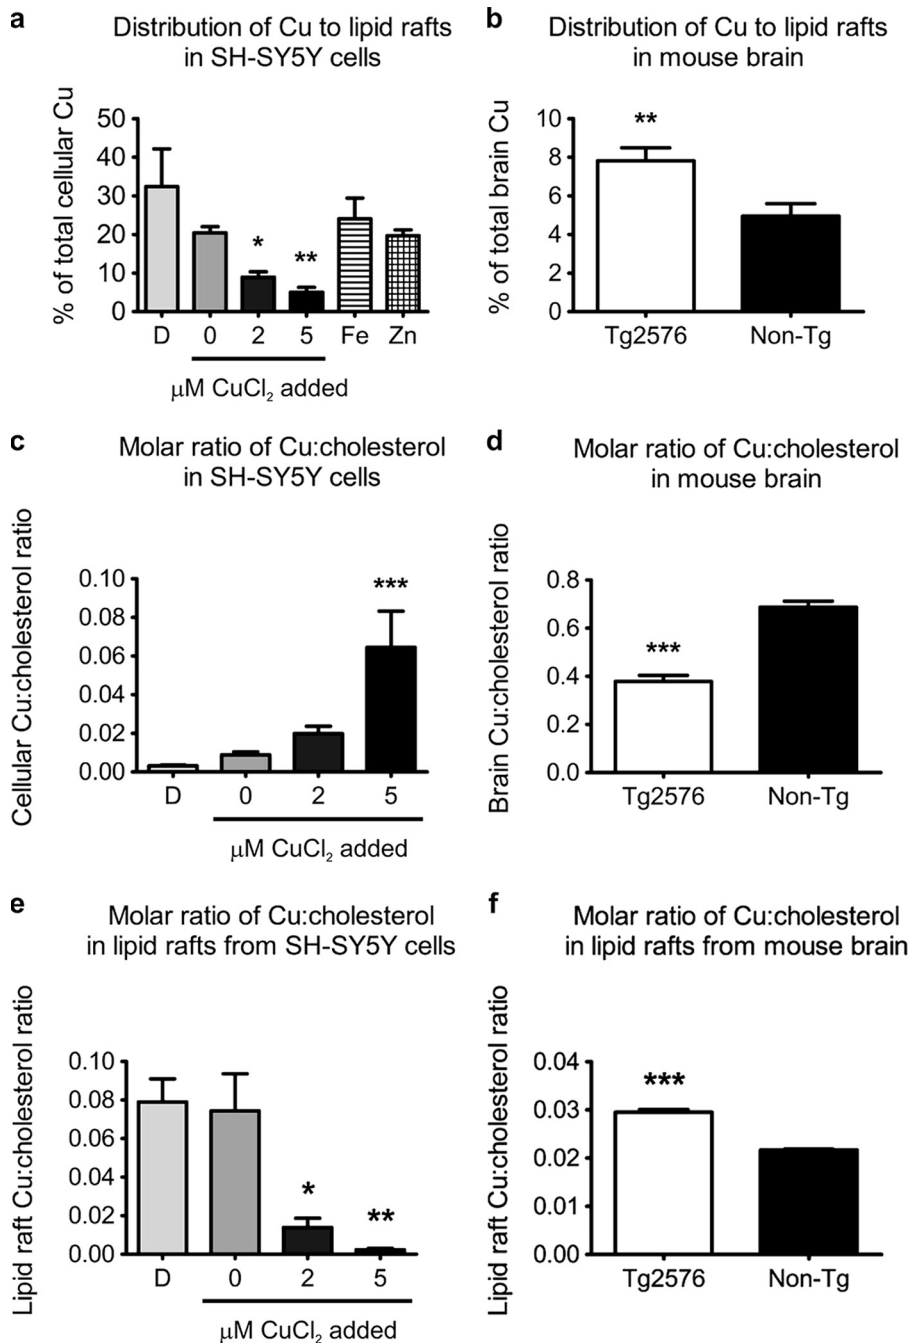 a
Distribution of Cu to lipid rafts
in SH-SY5Y cells
% of total cellular Cu
50
40
30
20
10
0
*
**
D 0 2 5 Fe Zn
μM CuCl₂ added
b
Distribution of Cu to lipid rafts
in mouse brain
% of total brain Cu
10
8
6
4
2
0
**
Tg2576 Non-Tg
c
Molar ratio of Cu:cholesterol
in SH-SY5Y cells
Cellular Cu:cholesterol ratio
0.10
0.08
0.06
0.04
0.02
0.00
***
D 0 2 5
μM CuCl₂ added
d
Molar ratio of Cu:cholesterol
in mouse brain
Brain Cu:cholesterol ratio
0.8
0.6
0.4
0.2
0.0
***
Tg2576 Non-Tg
e
Molar ratio of Cu:cholesterol
in lipid rafts from SH-SY5Y cells
Lipid raft Cu:cholesterol ratio
0.10
0.08
0.06
0.04
0.02
0.00
*
**
D 0 2 5
μM CuCl₂ added
f
Molar ratio of Cu:cholesterol
in lipid rafts from mouse brain
Lipid raft Cu:cholesterol ratio
0.04
0.03
0.02
0.01
0.00
***
Tg2576 Non-Tg